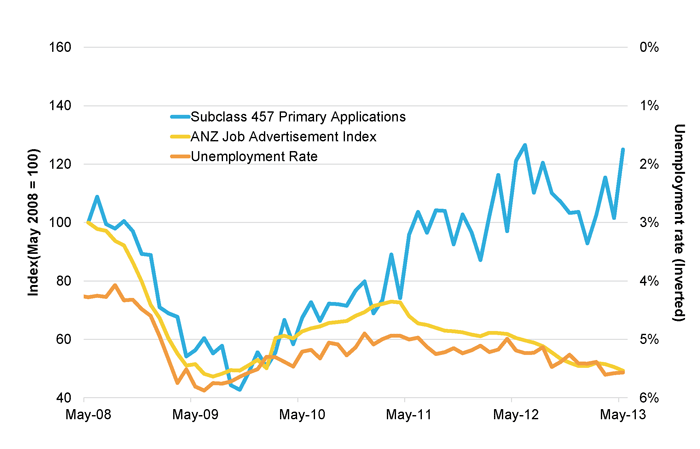 160
140
120
100
80
60
40
Index(May 2008 = 100)
Subclass 457 Primary Applications
ANZ Job Advertisement Index
Unemployment Rate
0%
1%
2%
3%
4%
5%
6%
Unemployment rate (Inverted)
May-08
May-09
May-10
May-11
May-12
May-13